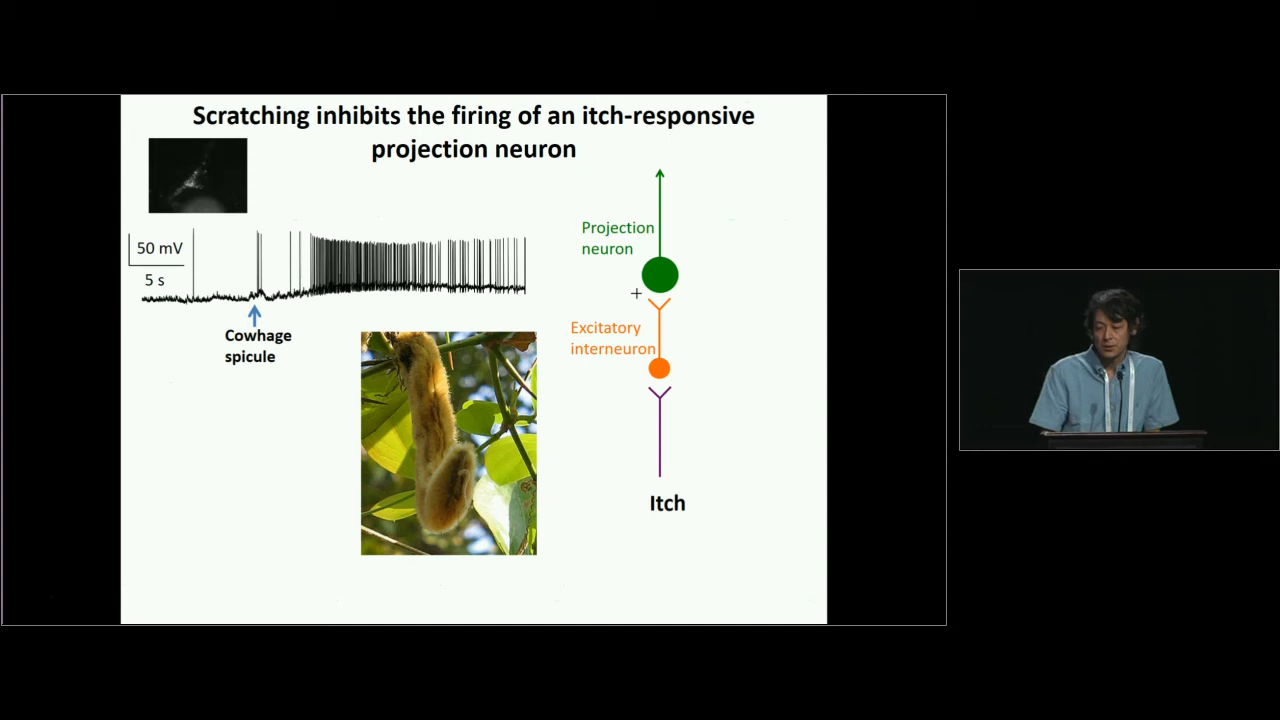 Scratching inhibits the firing of an itch-responsive
projection neuron
50 mV
5 s
Cowhage
spicule
Projection
neuron
+
Excitatory
interneuron
Itch